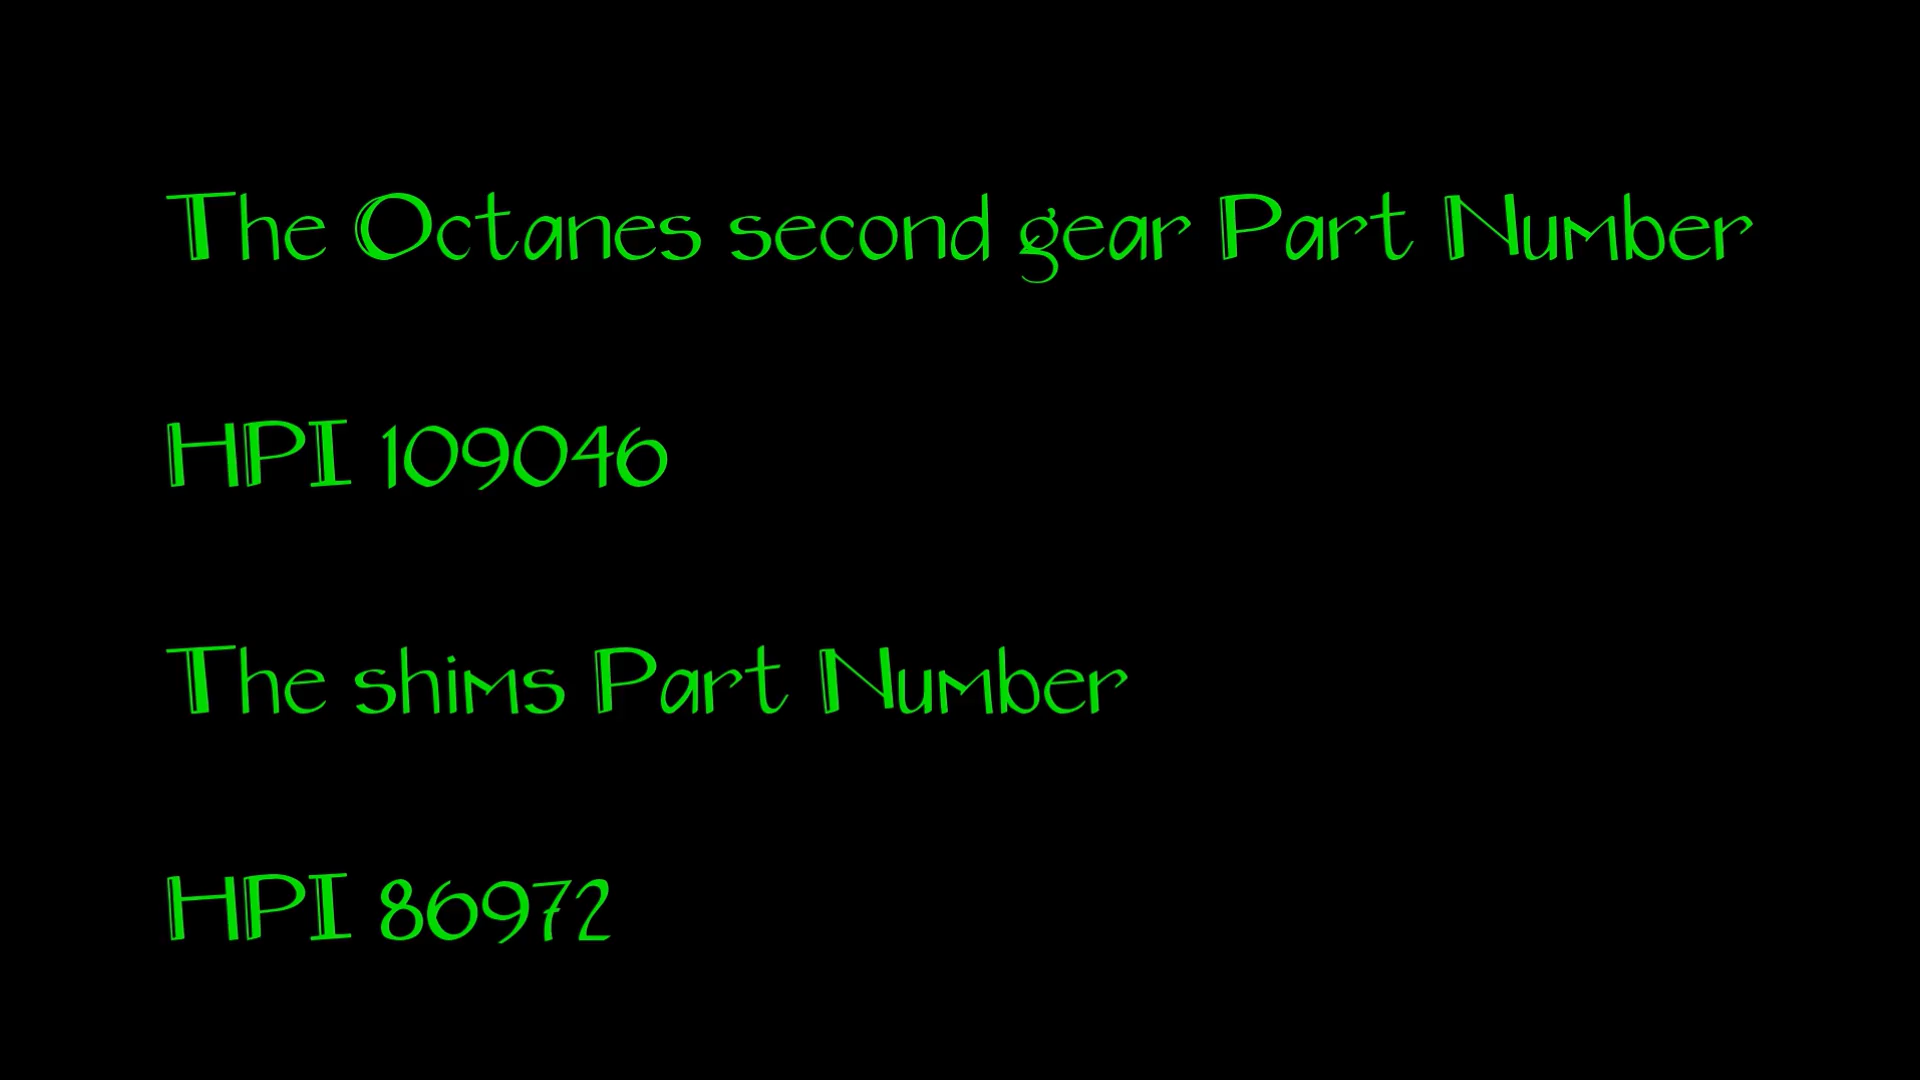 The Octanes second gear Part Number
HPI 109046
The shims Part Number
HPI 86972